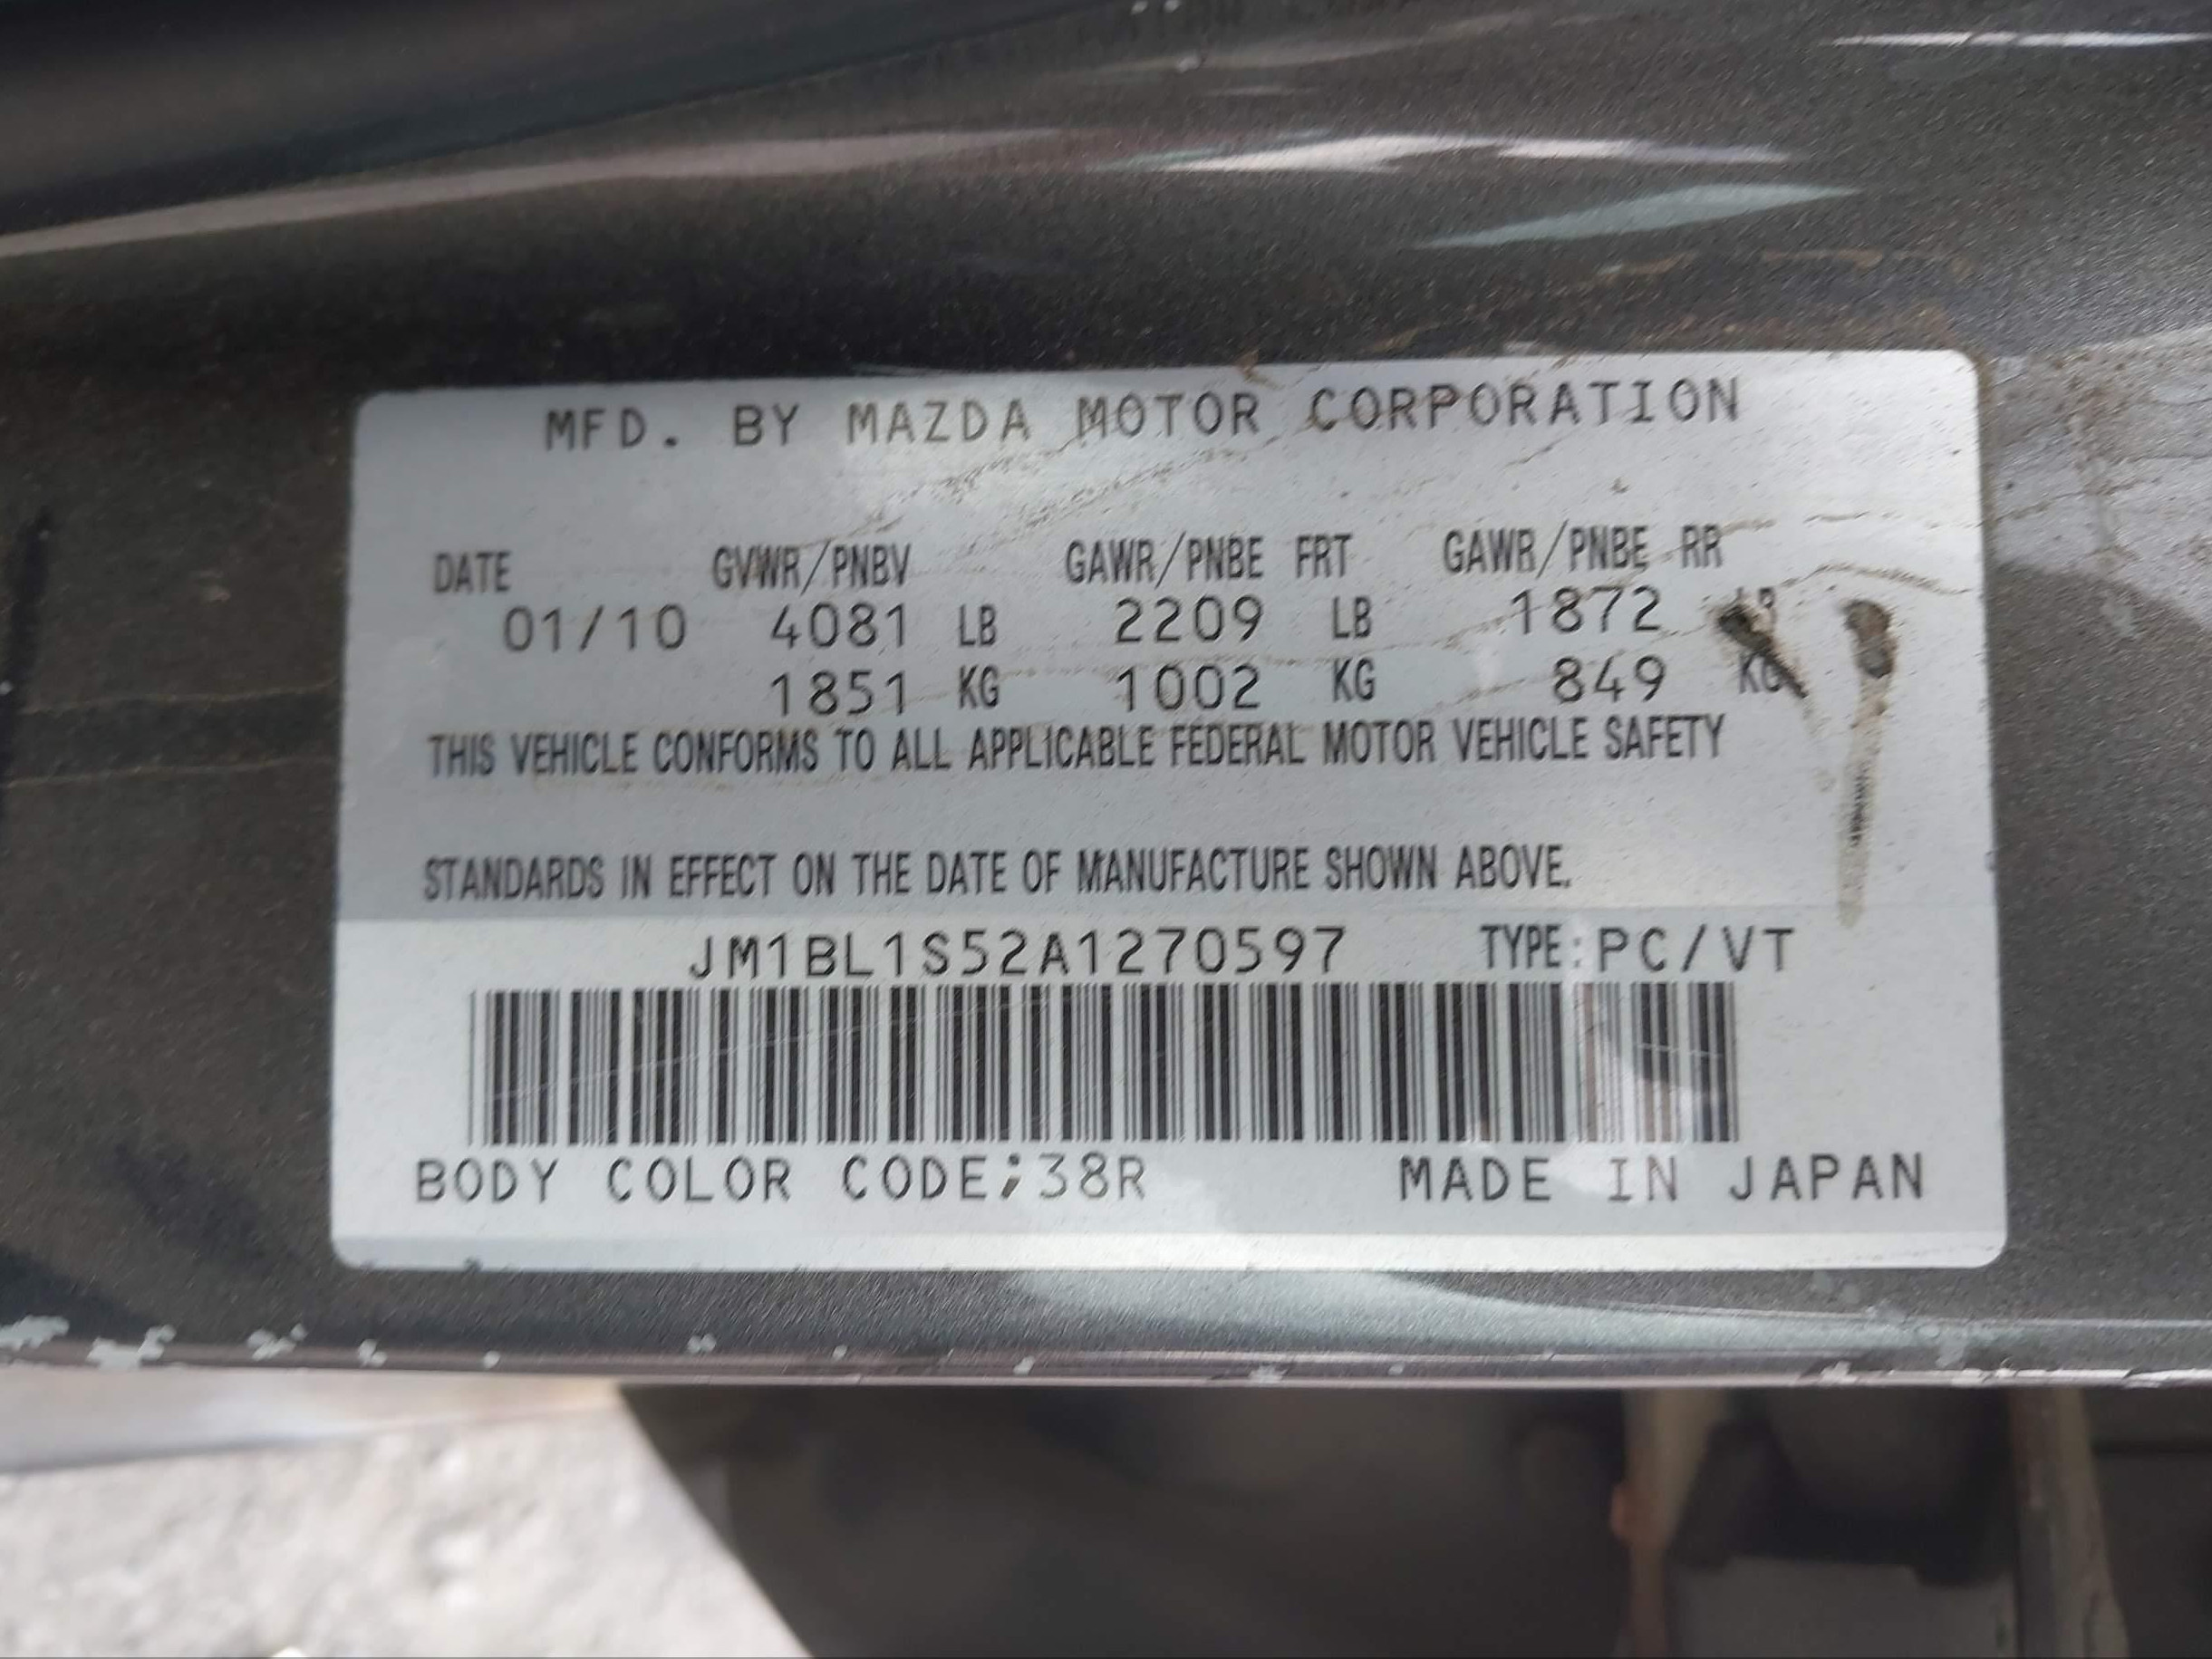 MFD. BY MAZDA MOTOR CORPORATION
DATE GVWR/PNBV GAWR/PNBE FRT GAWR/PNBE RR
01/10 4081 LB 2209 LB 1872 LB
1851 KG 1002 KG 849 KG
THIS VEHICLE CONFORMS TO ALL APPLICABLE FEDERAL MOTOR VEHICLE SAFETY
STANDARDS IN EFFECT ON THE DATE OF MANUFACTURE SHOWN ABOVE.
JM1BL1S52A1270597 TYPE:PC/VT
BODY COLOR CODE;38R MADE IN JAPAN